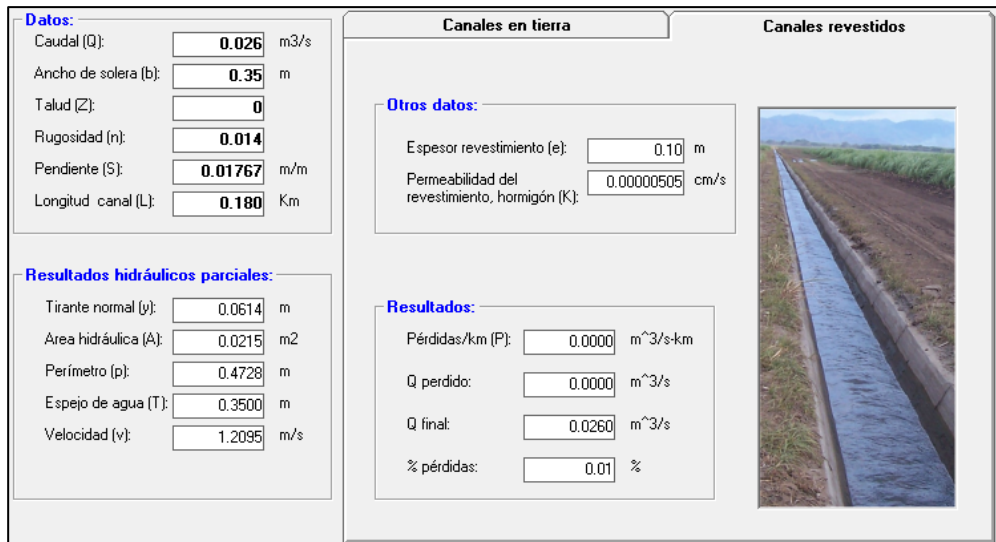 Datos:
Caudal (Q): 0.026 m3/s
Ancho de solera (b): 0.35 m
Talud (Z): 0
Rugosidad (n): 0.014
Pendiente (S): 0.01767 m/m
Longitud canal (L): 0.180 Km
Resultados hidráulicos parciales:
Tirante normal (y): 0.0614 m
Area hidráulica (A): 0.0215 m2
Perímetro (p): 0.4728 m
Espejo de agua (T): 0.3500 m
Velocidad (v): 1.2095 m/s
Canales en tierra
Canales revestidos
Otros datos:
Espesor revestimiento (e): 0.10 m
Permeabilidad del
revestimiento, hormigón (K): 0.00000505 cm/s
Resultados:
Pérdidas/km (P): 0.0000 m^3/s-km
Q perdido: 0.0000 m^3/s
Q final: 0.0260 m^3/s
% pérdidas: 0.01 %